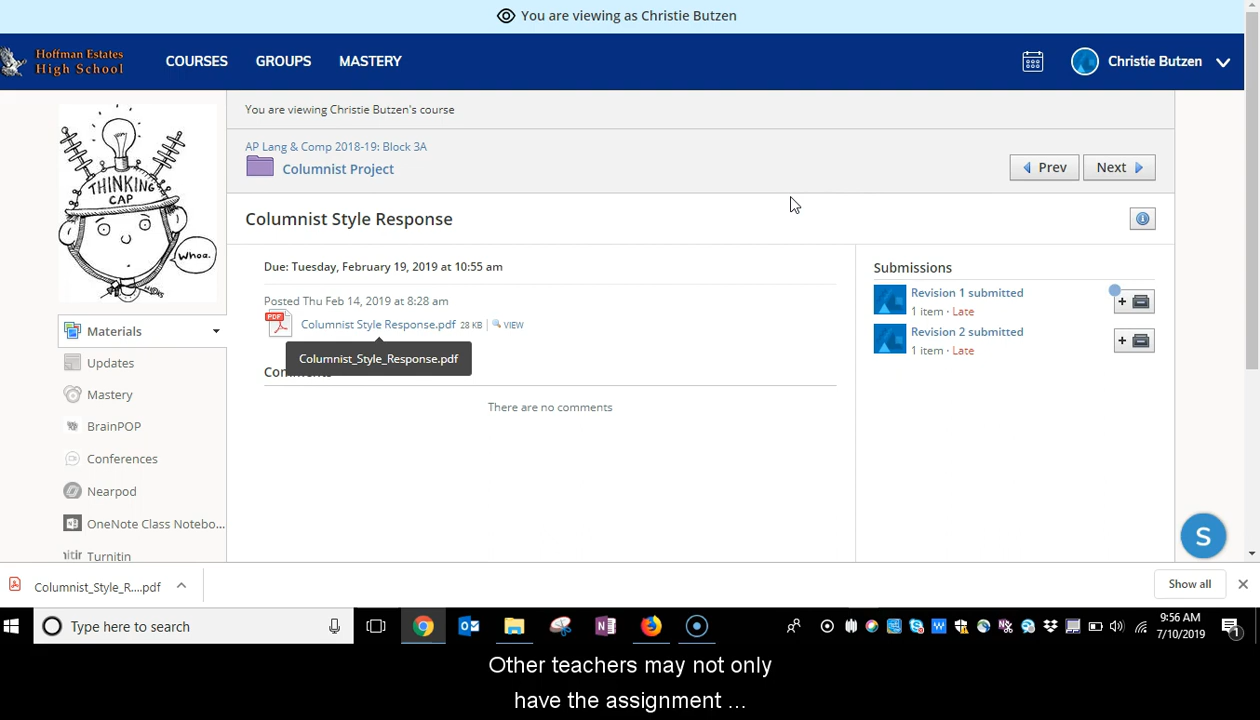 You are viewing as Christie Butzen
Hoffman Estates
High School
COURSES
GROUPS
MASTERY
Christie Butzen
You are viewing Christie Butzen's course
AP Lang & Comp 2018-19: Block 3A
Columnist Project
Prev
Next
THINKING
CAP
Whoa.
Columnist Style Response
Due: Tuesday, February 19, 2019 at 10:55 am
Posted Thu Feb 14, 2019 at 8:28 am
PDF
Columnist Style Response.pdf 28 KB | VIEW
Columnist_Style_Response.pdf
There are no comments
Submissions
Revision 1 submitted
1 item · Late
Revision 2 submitted
1 item · Late
Materials
Updates
Mastery
BrainPOP
Conferences
Nearpod
OneNote Class Notebo...
Turnitin
S
Columnist_Style_R....pdf
Show all
Type here to search
9:56 AM
7/10/2019
1
Other teachers may not only
have the assignment ...